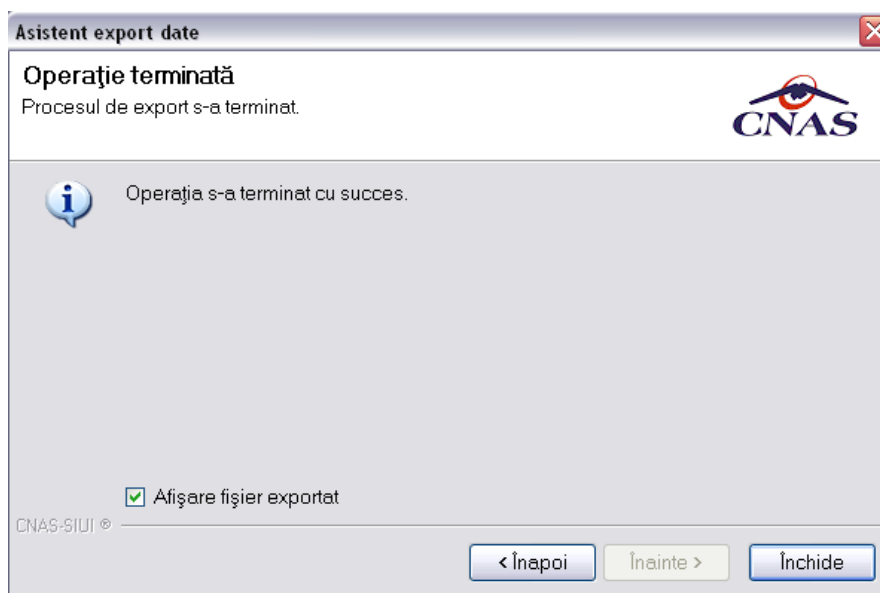 Asistent export date
Operaţie terminată
Procesul de export s-a terminat.
CNAS
Operaţia s-a terminat cu succes.
Afişare fişier exportat
CNAS-SIUI ®
< Înapoi
Înainte >
Închide